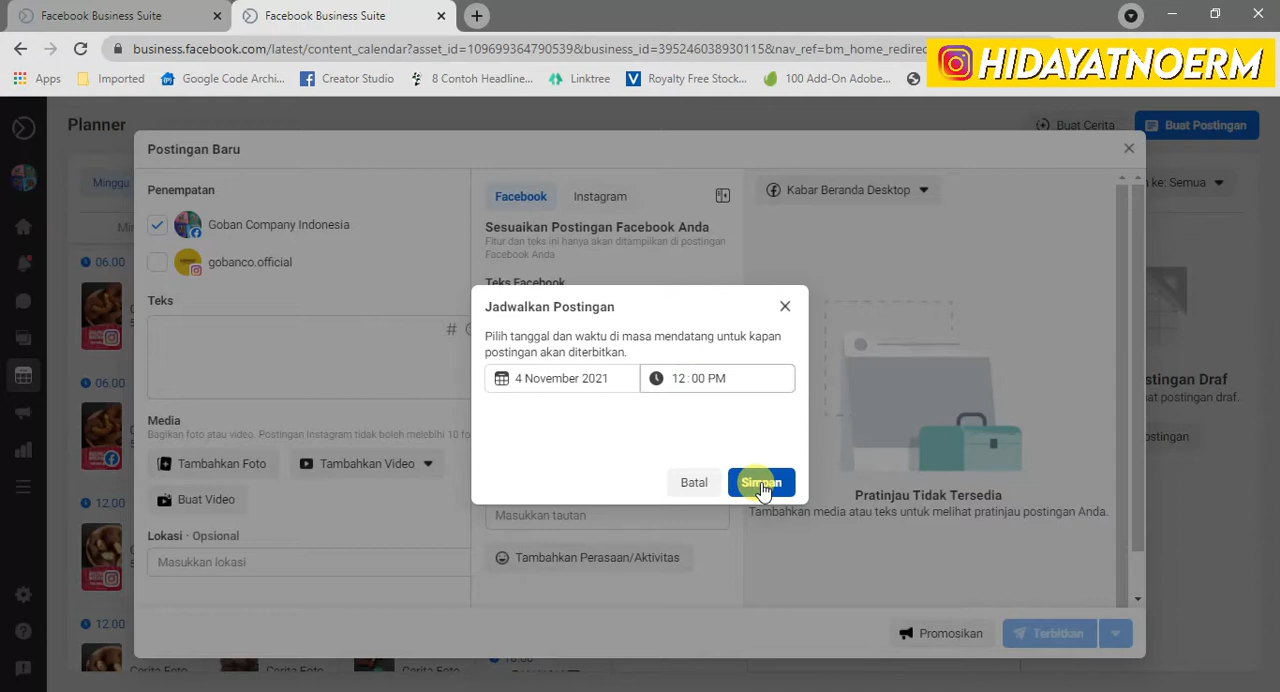 Facebook Business Suite
Facebook Business Suite
business.facebook.com/latest/content_calendar?asset_id=109699364790539&business_id=395246038930115&nav_ref=bm_home_redirec
HIDAYATNOERM
Apps
Imported
Google Code Archi...
Creator Studio
8 Contoh Headline...
Linktree
Royalty Free Stock...
100 Add-On Adobe...
Planner
Buat Cerita
Buat Postingan
Postingan Baru
Minggu
Penempatan
Goban Company Indonesia
gobanco.official
Teks
#
Facebook
Instagram
Sesuaikan Postingan Facebook Anda
Fitur dan teks ini hanya akan ditampilkan di postingan
Facebook Anda
Teks Facebook
Kabar Beranda Desktop
ke: Semua
06.00
06.00
12.00
12.00
Jadwalkan Postingan
Pilih tanggal dan waktu di masa mendatang untuk kapan
postingan akan diterbitkan.
4 November 2021
12:00 PM
Batal
Simpan
Media
Bagikan foto atau video. Postingan Instagram tidak boleh melebihi 10 fo
Tambahkan Foto
Tambahkan Video
Buat Video
Lokasi · Opsional
Masukkan lokasi
Masukkan tautan
Tambahkan Perasaan/Aktivitas
Pratinjau Tidak Tersedia
Tambahkan media atau teks untuk melihat pratinjau postingan Anda.
stingan Draf
at postingan draf.
ostingan
Promosikan
Terbitkan
Cerita Foto